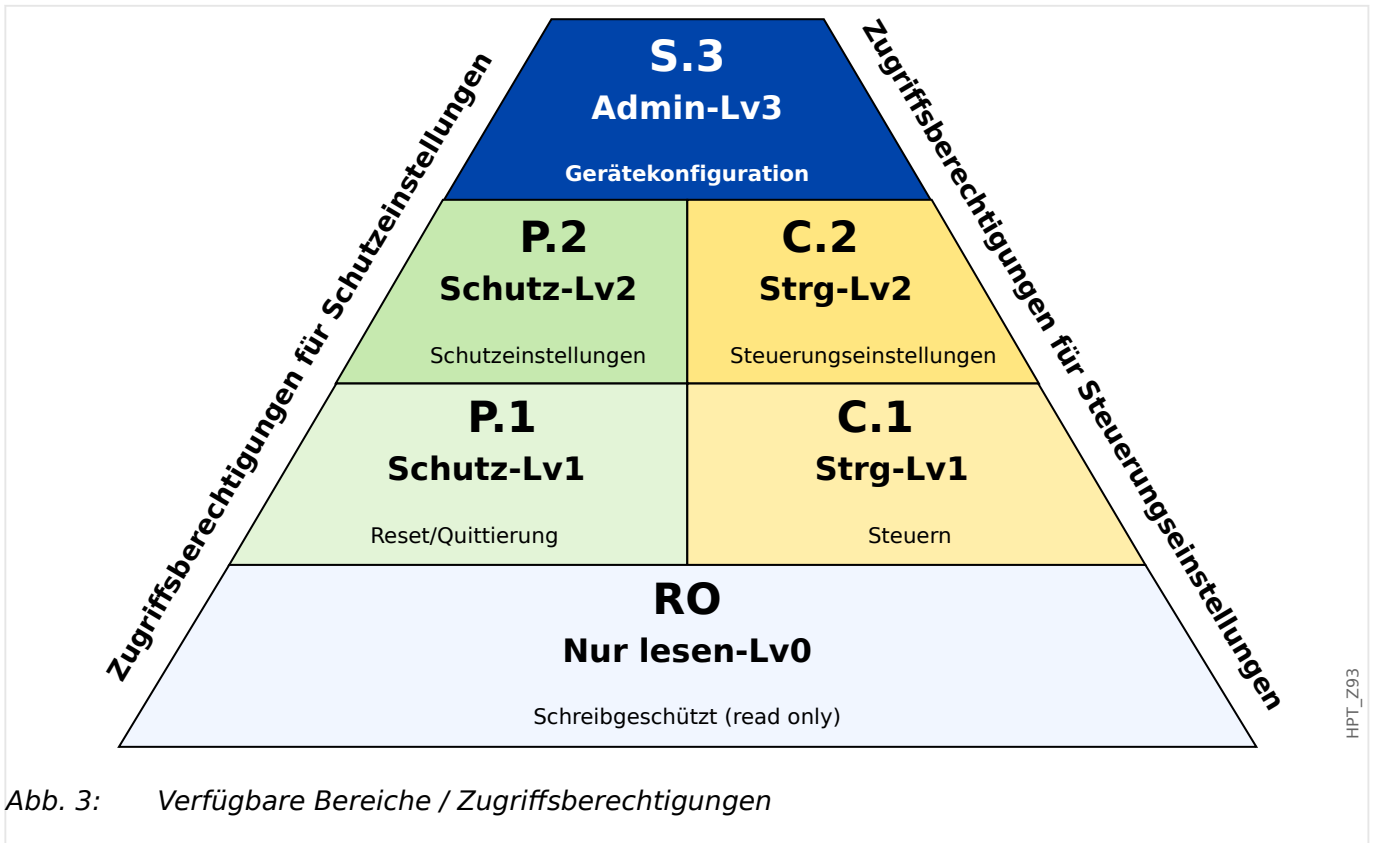 Zugriffsberechtigungen für Schutzeinstellungen
Zugriffsberechtigungen für Steuerungseinstellungen
S.3
Admin-Lv3
Gerätekonfiguration
P.2
Schutz-Lv2
Schutzeinstellungen
C.2
Strg-Lv2
Steuerungseinstellungen
P.1
Schutz-Lv1
Reset/Quittierung
C.1
Strg-Lv1
Steuern
RO
Nur lesen-Lv0
Schreibgeschützt (read only)
HPT_Z93
Abb. 3: Verfügbare Bereiche / Zugriffsberechtigungen